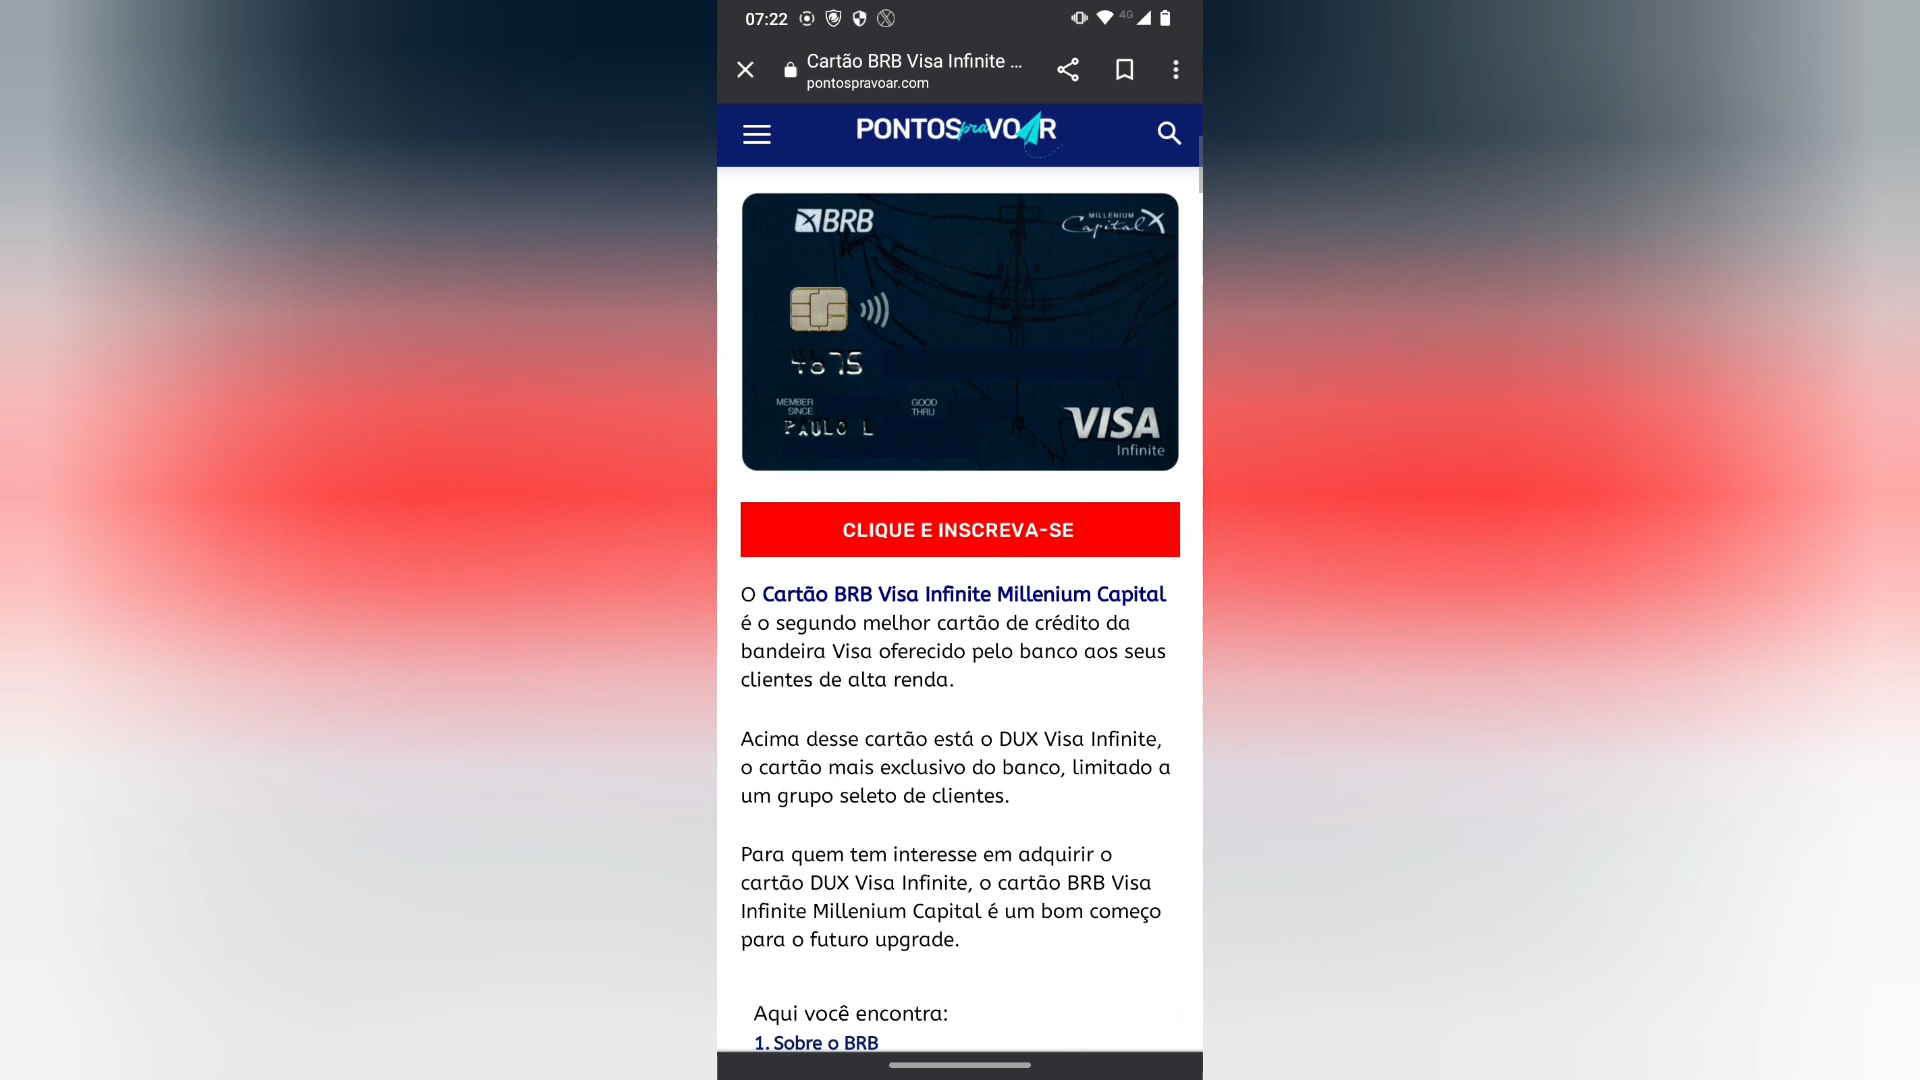 07:22
4G
Cartão BRB Visa Infinite ...
pontospravoar.com
PONTOS pra VOAR
BRB
MILLENIUM
Capital
4675
MEMBER
SINCE
GOOD
THRU
PAULO L
VISA
Infinite
CLIQUE E INSCREVA-SE
O Cartão BRB Visa Infinite Millenium Capital
é o segundo melhor cartão de crédito da
bandeira Visa oferecido pelo banco aos seus
clientes de alta renda.
Acima desse cartão está o DUX Visa Infinite,
o cartão mais exclusivo do banco, limitado a
um grupo seleto de clientes.
Para quem tem interesse em adquirir o
cartão DUX Visa Infinite, o cartão BRB Visa
Infinite Millenium Capital é um bom começo
para o futuro upgrade.
Aqui você encontra:
1. Sobre o BRB